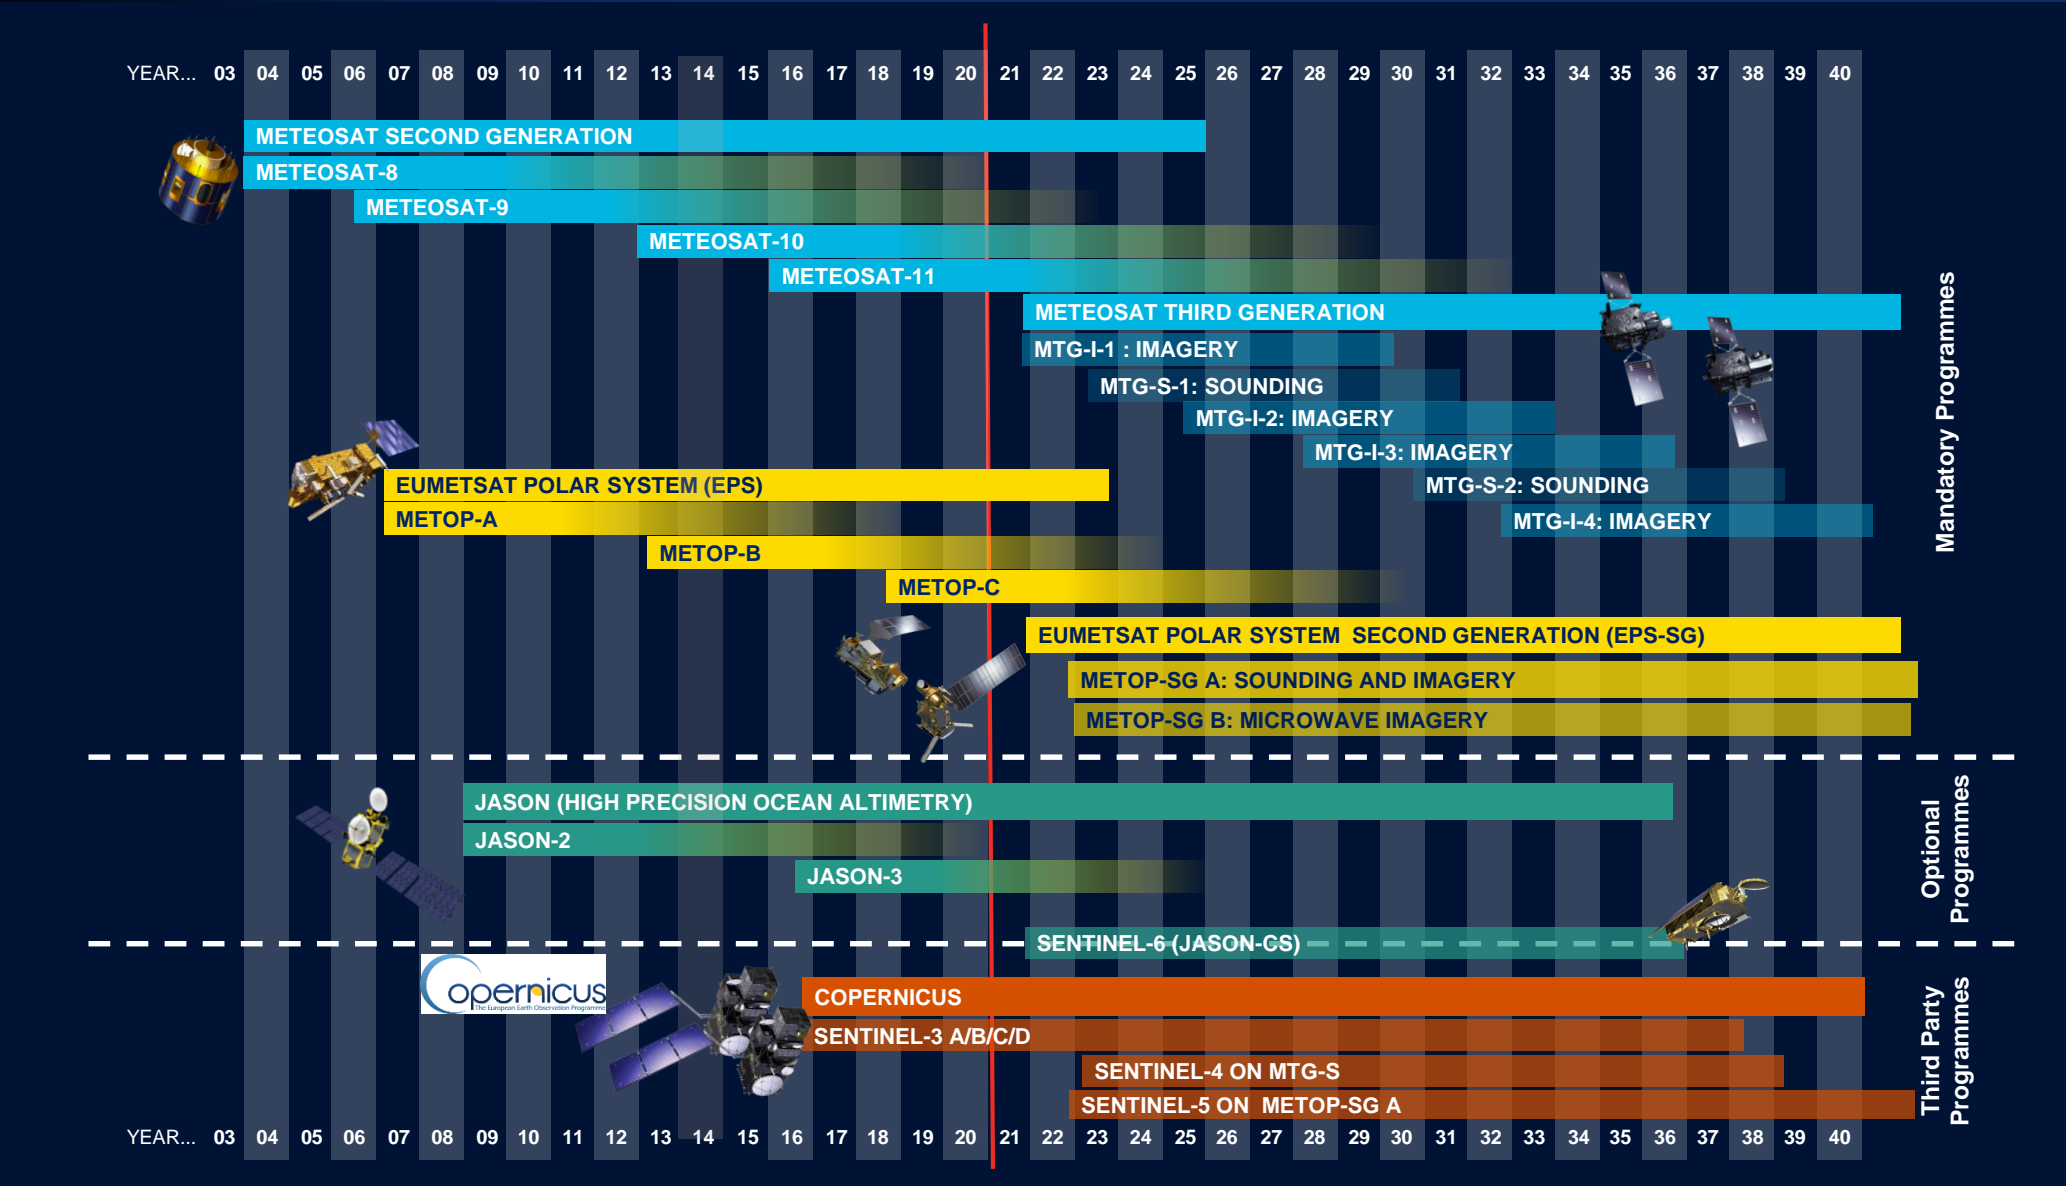 YEAR... 03 04 05 06 07 08 09 10 11 12 13 14 15 16 17 18 19 20 21 22 23 24 25 26 27 28 29 30 31 32 33 34 35 36 37 38 39 40
METEOSAT SECOND GENERATION
METEOSAT-8
METEOSAT-9
METEOSAT-10
METEOSAT-11
METEOSAT THIRD GENERATION
MTG-I-1 : IMAGERY
MTG-S-1: SOUNDING
MTG-I-2: IMAGERY
MTG-I-3: IMAGERY
MTG-S-2: SOUNDING
MTG-I-4: IMAGERY
Mandatory Programmes
EUMETSAT POLAR SYSTEM (EPS)
METOP-A
METOP-B
METOP-C
EUMETSAT POLAR SYSTEM  SECOND GENERATION (EPS-SG)
METOP-SG A: SOUNDING AND IMAGERY
METOP-SG B: MICROWAVE IMAGERY
JASON (HIGH PRECISION OCEAN ALTIMETRY)
JASON-2
JASON-3
SENTINEL-6 (JASON-CS)
Optional
Programmes
Copernicus
The European Earth Observation Programme
COPERNICUS
SENTINEL-3 A/B/C/D
SENTINEL-4 ON MTG-S
SENTINEL-5 ON  METOP-SG A
Third Party
Programmes
YEAR... 03 04 05 06 07 08 09 10 11 12 13 14 15 16 17 18 19 20 21 22 23 24 25 26 27 28 29 30 31 32 33 34 35 36 37 38 39 40